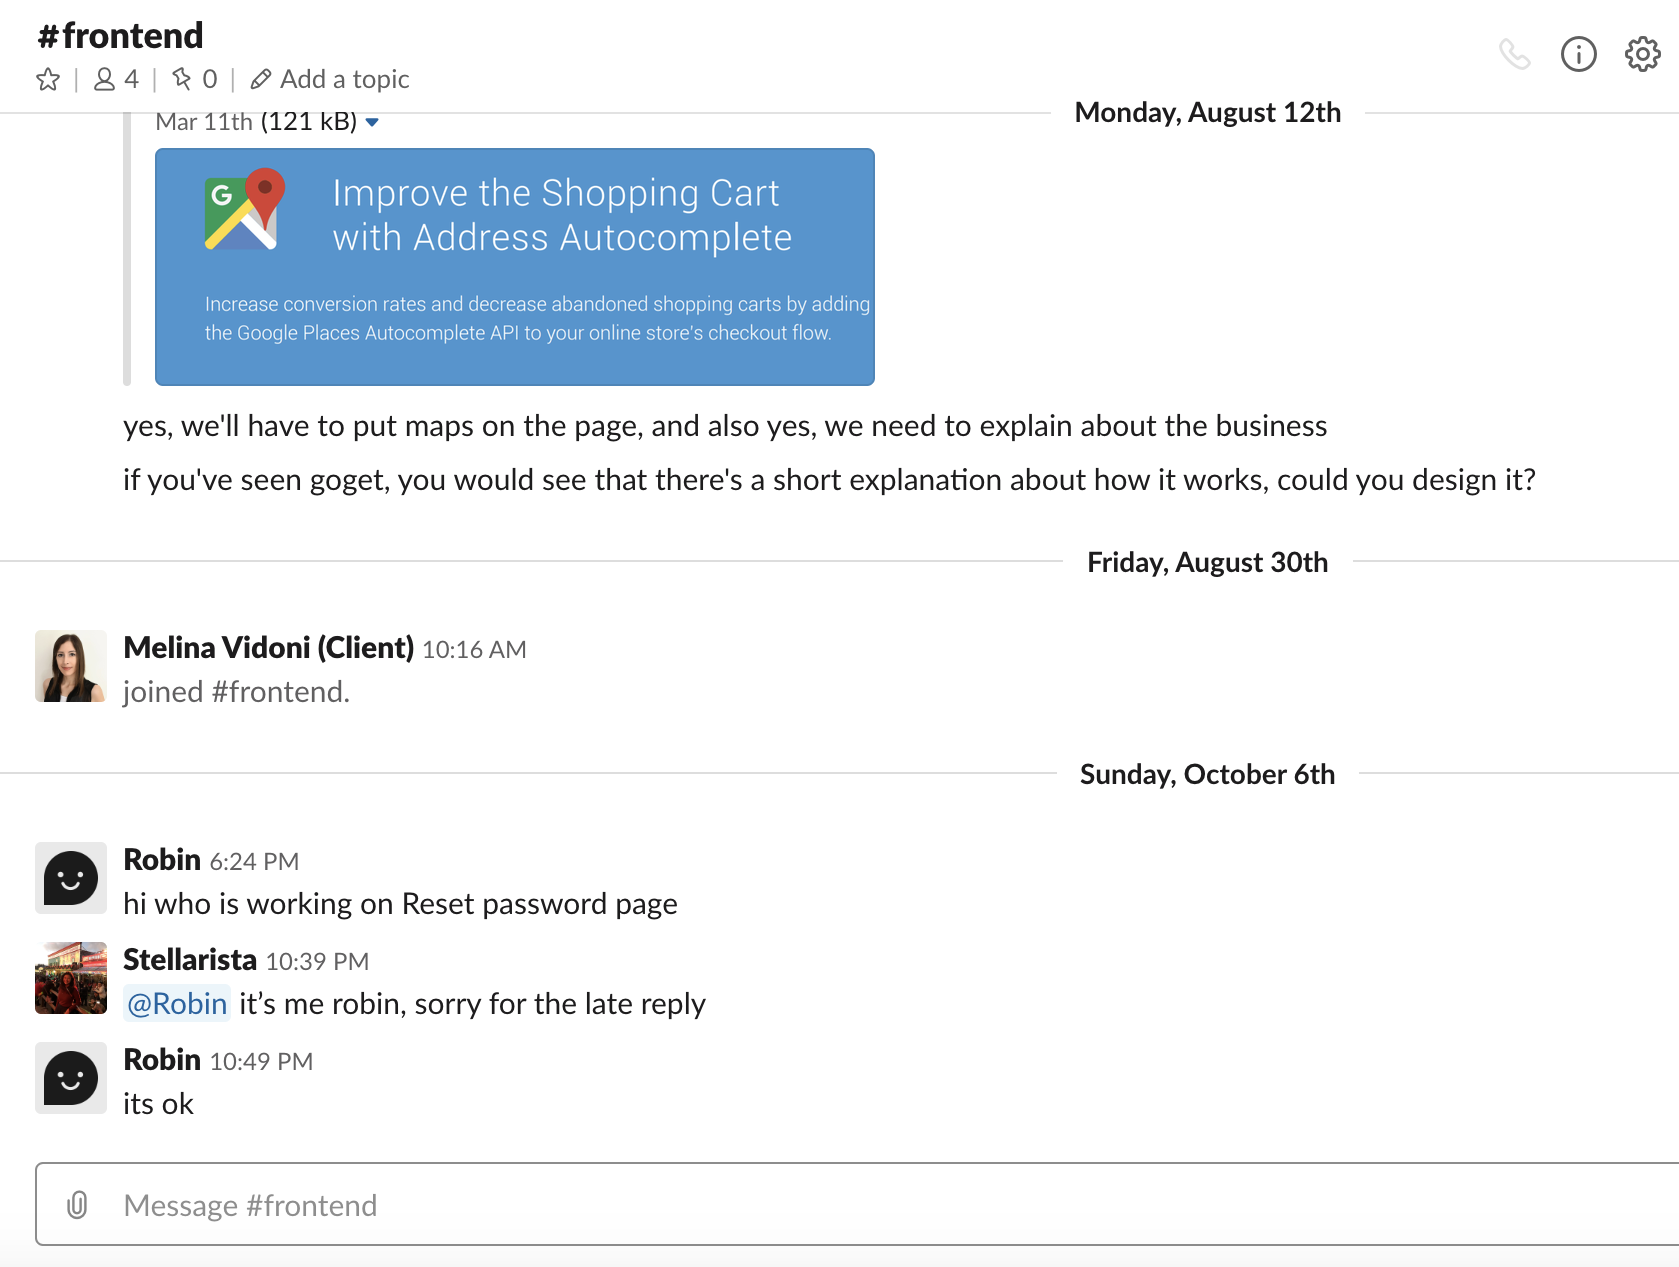 #frontend
4 | 0 | Add a topic
Monday, August 12th
Mar 11th (121 kB)
G
Improve the Shopping Cart
with Address Autocomplete
Increase conversion rates and decrease abandoned shopping carts by adding
the Google Places Autocomplete API to your online store's checkout flow.
yes, we'll have to put maps on the page, and also yes, we need to explain about the business
if you've seen goget, you would see that there's a short explanation about how it works, could you design it?
Friday, August 30th
Melina Vidoni (Client) 10:16 AM
joined #frontend.
Sunday, October 6th
Robin 6:24 PM
hi who is working on Reset password page
Stellarista 10:39 PM
@Robin it’s me robin, sorry for the late reply
Robin 10:49 PM
its ok
Message #frontend